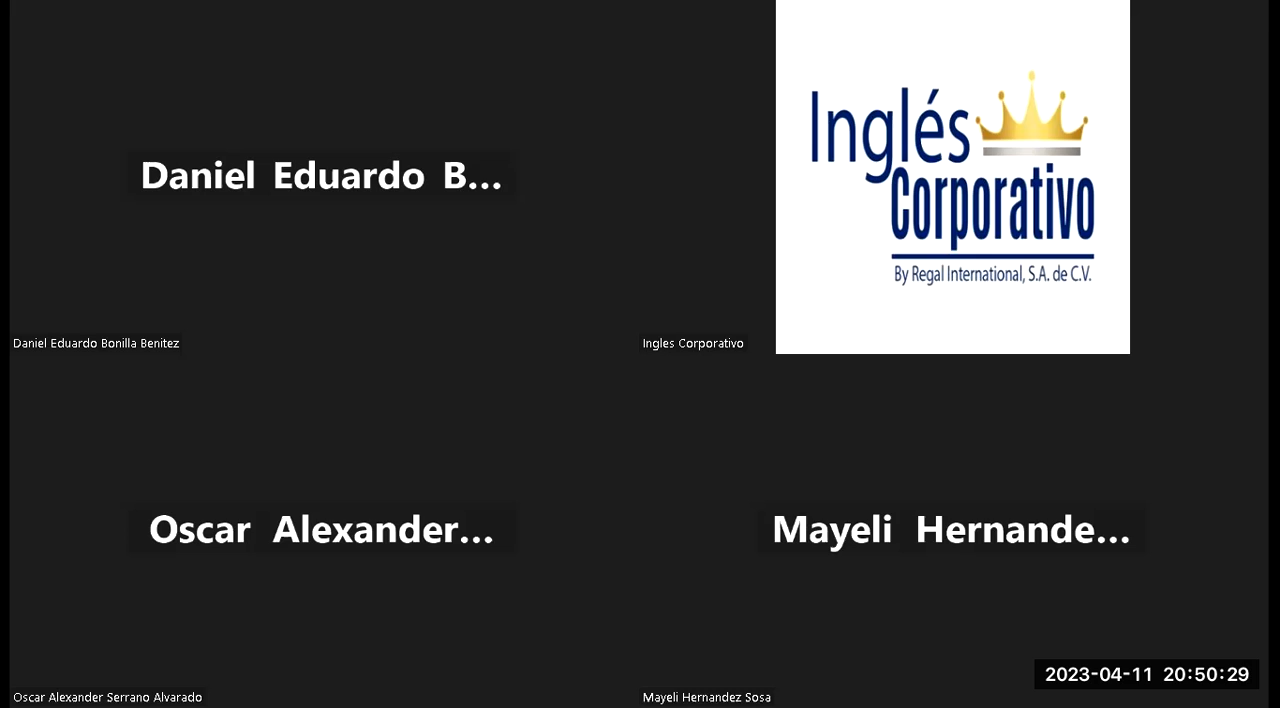 Daniel Eduardo B...
Daniel Eduardo Bonilla Benitez
Inglés
Corporativo
By Regal International, S.A. de C.V.
Ingles Corporativo
Oscar Alexander...
Oscar Alexander Serrano Alvarado
Mayeli Hernande...
Mayeli Hernandez Sosa
2023-04-11 20:50:29